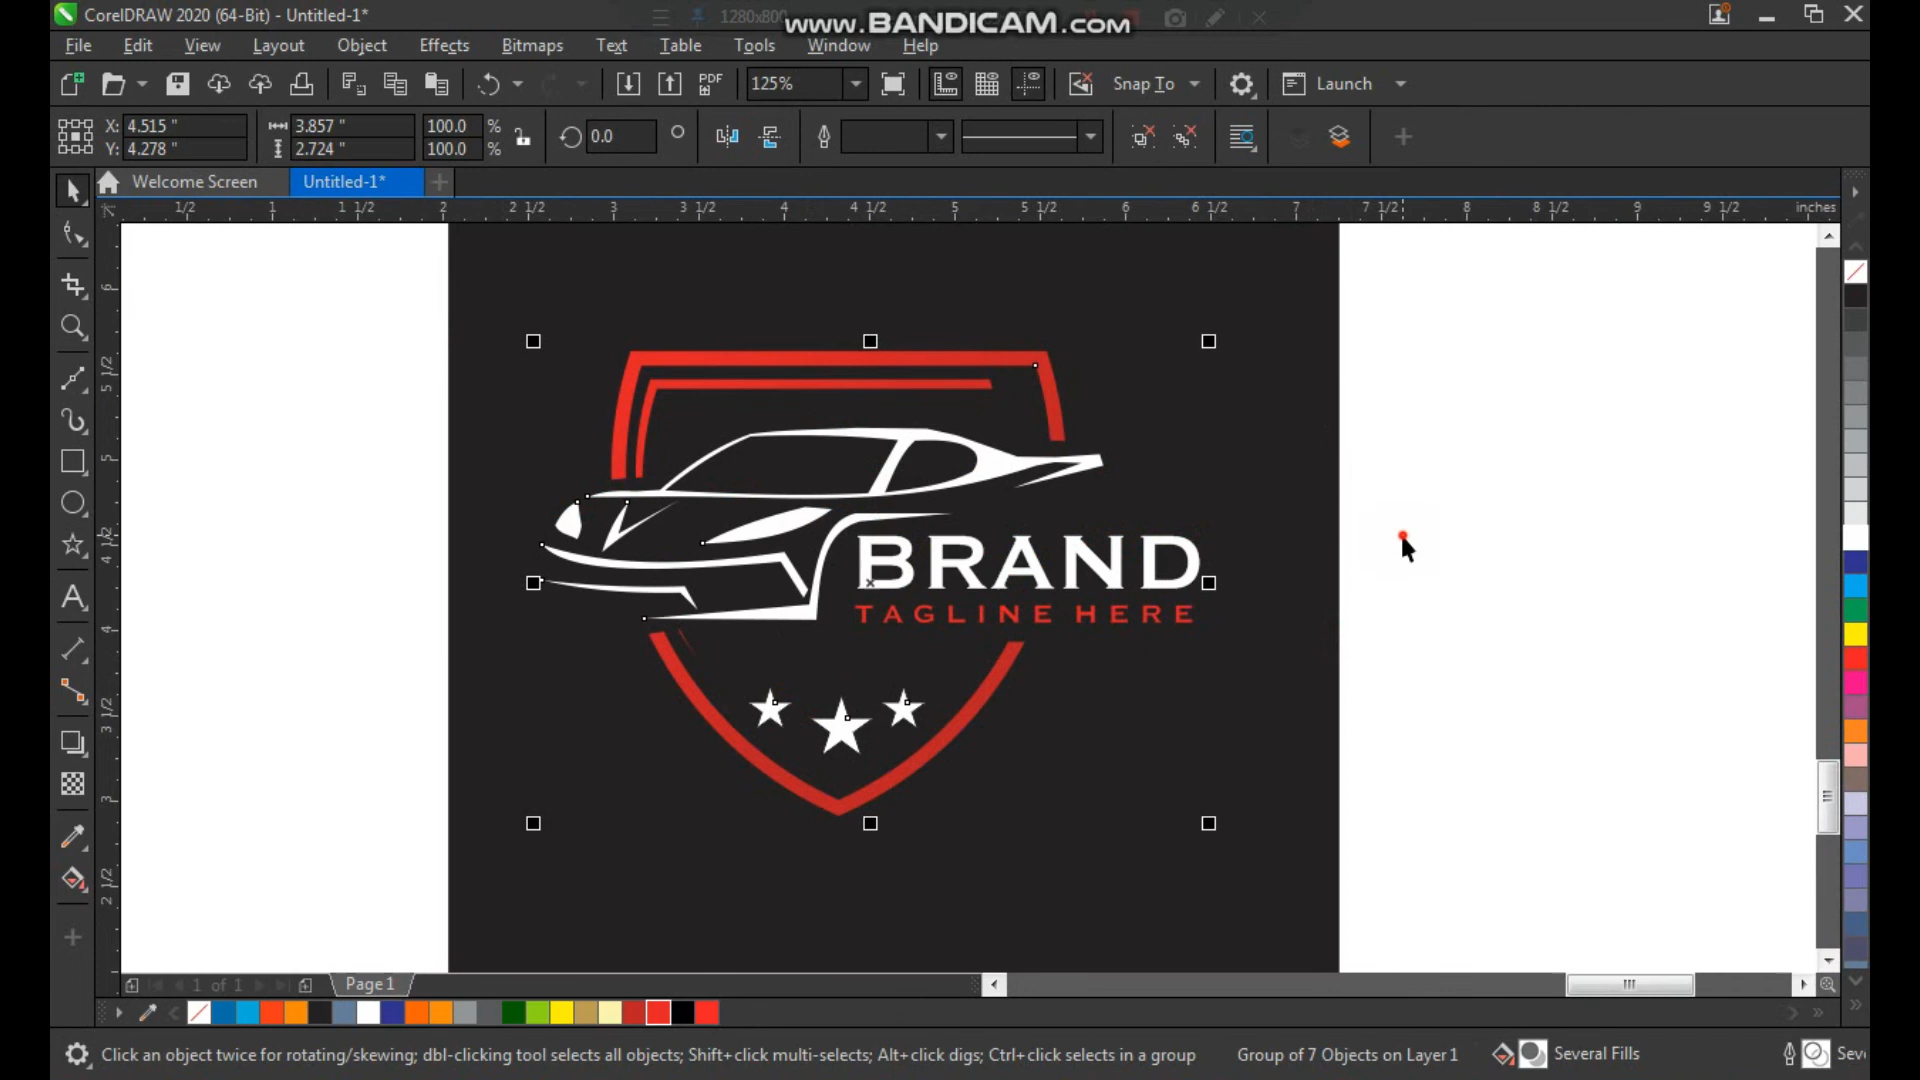 CorelDRAW 2020 (64-Bit) - Untitled-1*
1280x800
www.BANDICAM.com
File Edit View Layout Object Effects Bitmaps Text Table Tools Window Help
PDF 125% Snap To Launch
X: 4.515 " 3.857 " 100.0 % 0.0
Y: 4.278 " 2.724 " 100.0 %
Welcome Screen Untitled-1*
1/2 1 1 1/2 2 2 1/2 3 3 1/2 4 4 1/2 5 5 1/2 6 6 1/2 7 7 1/2 8 8 1/2 9 9 1/2 inches
6
5 1/2
5
4 1/2
4
3 1/2
3
2 1/2
BRAND
TAGLINE HERE
1 of 1 Page 1
Click an object twice for rotating/skewing; dbl-clicking tool selects all objects; Shift+click multi-selects; Alt+click digs; Ctrl+click selects in a group Group of 7 Objects on Layer 1 Several Fills Sev